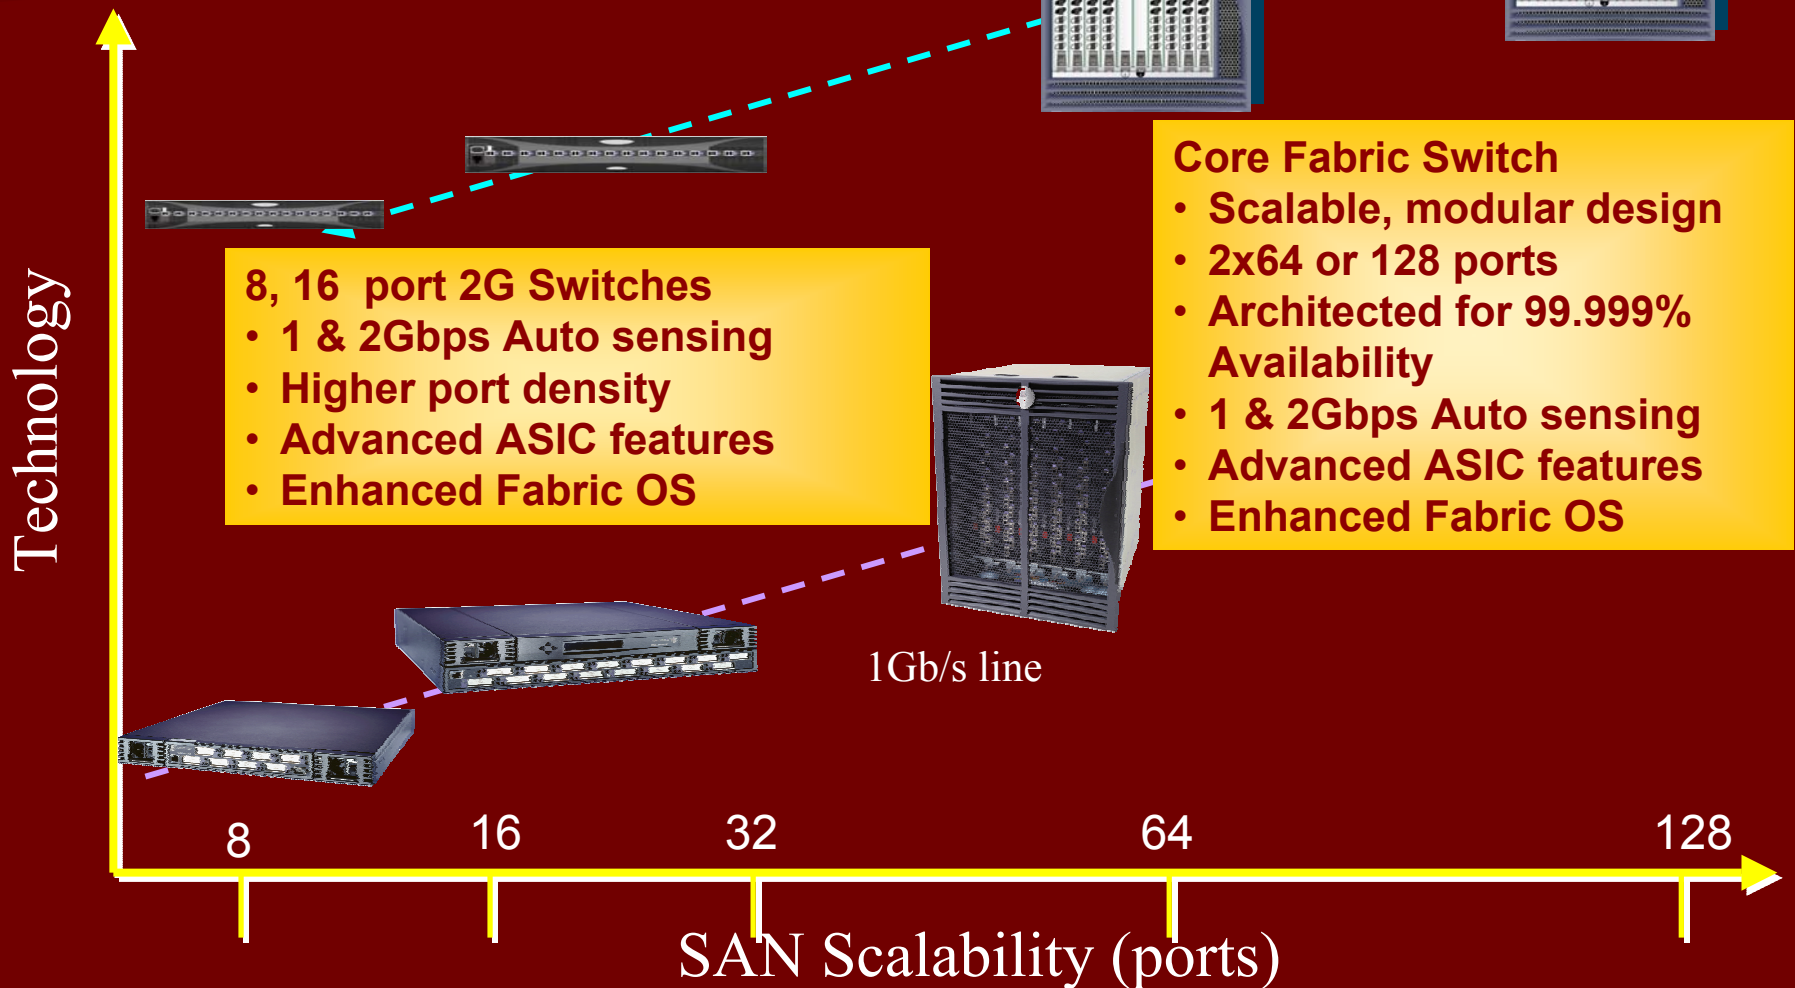 Technology
8, 16  port 2G Switches
• 1 & 2Gbps Auto sensing
• Higher port density
• Advanced ASIC features
• Enhanced Fabric OS
Core Fabric Switch
• Scalable, modular design
• 2x64 or 128 ports
• Architected for 99.999%
Availability
• 1 & 2Gbps Auto sensing
• Advanced ASIC features
• Enhanced Fabric OS
1Gb/s line
8 16 32 64 128
SAN Scalability (ports)